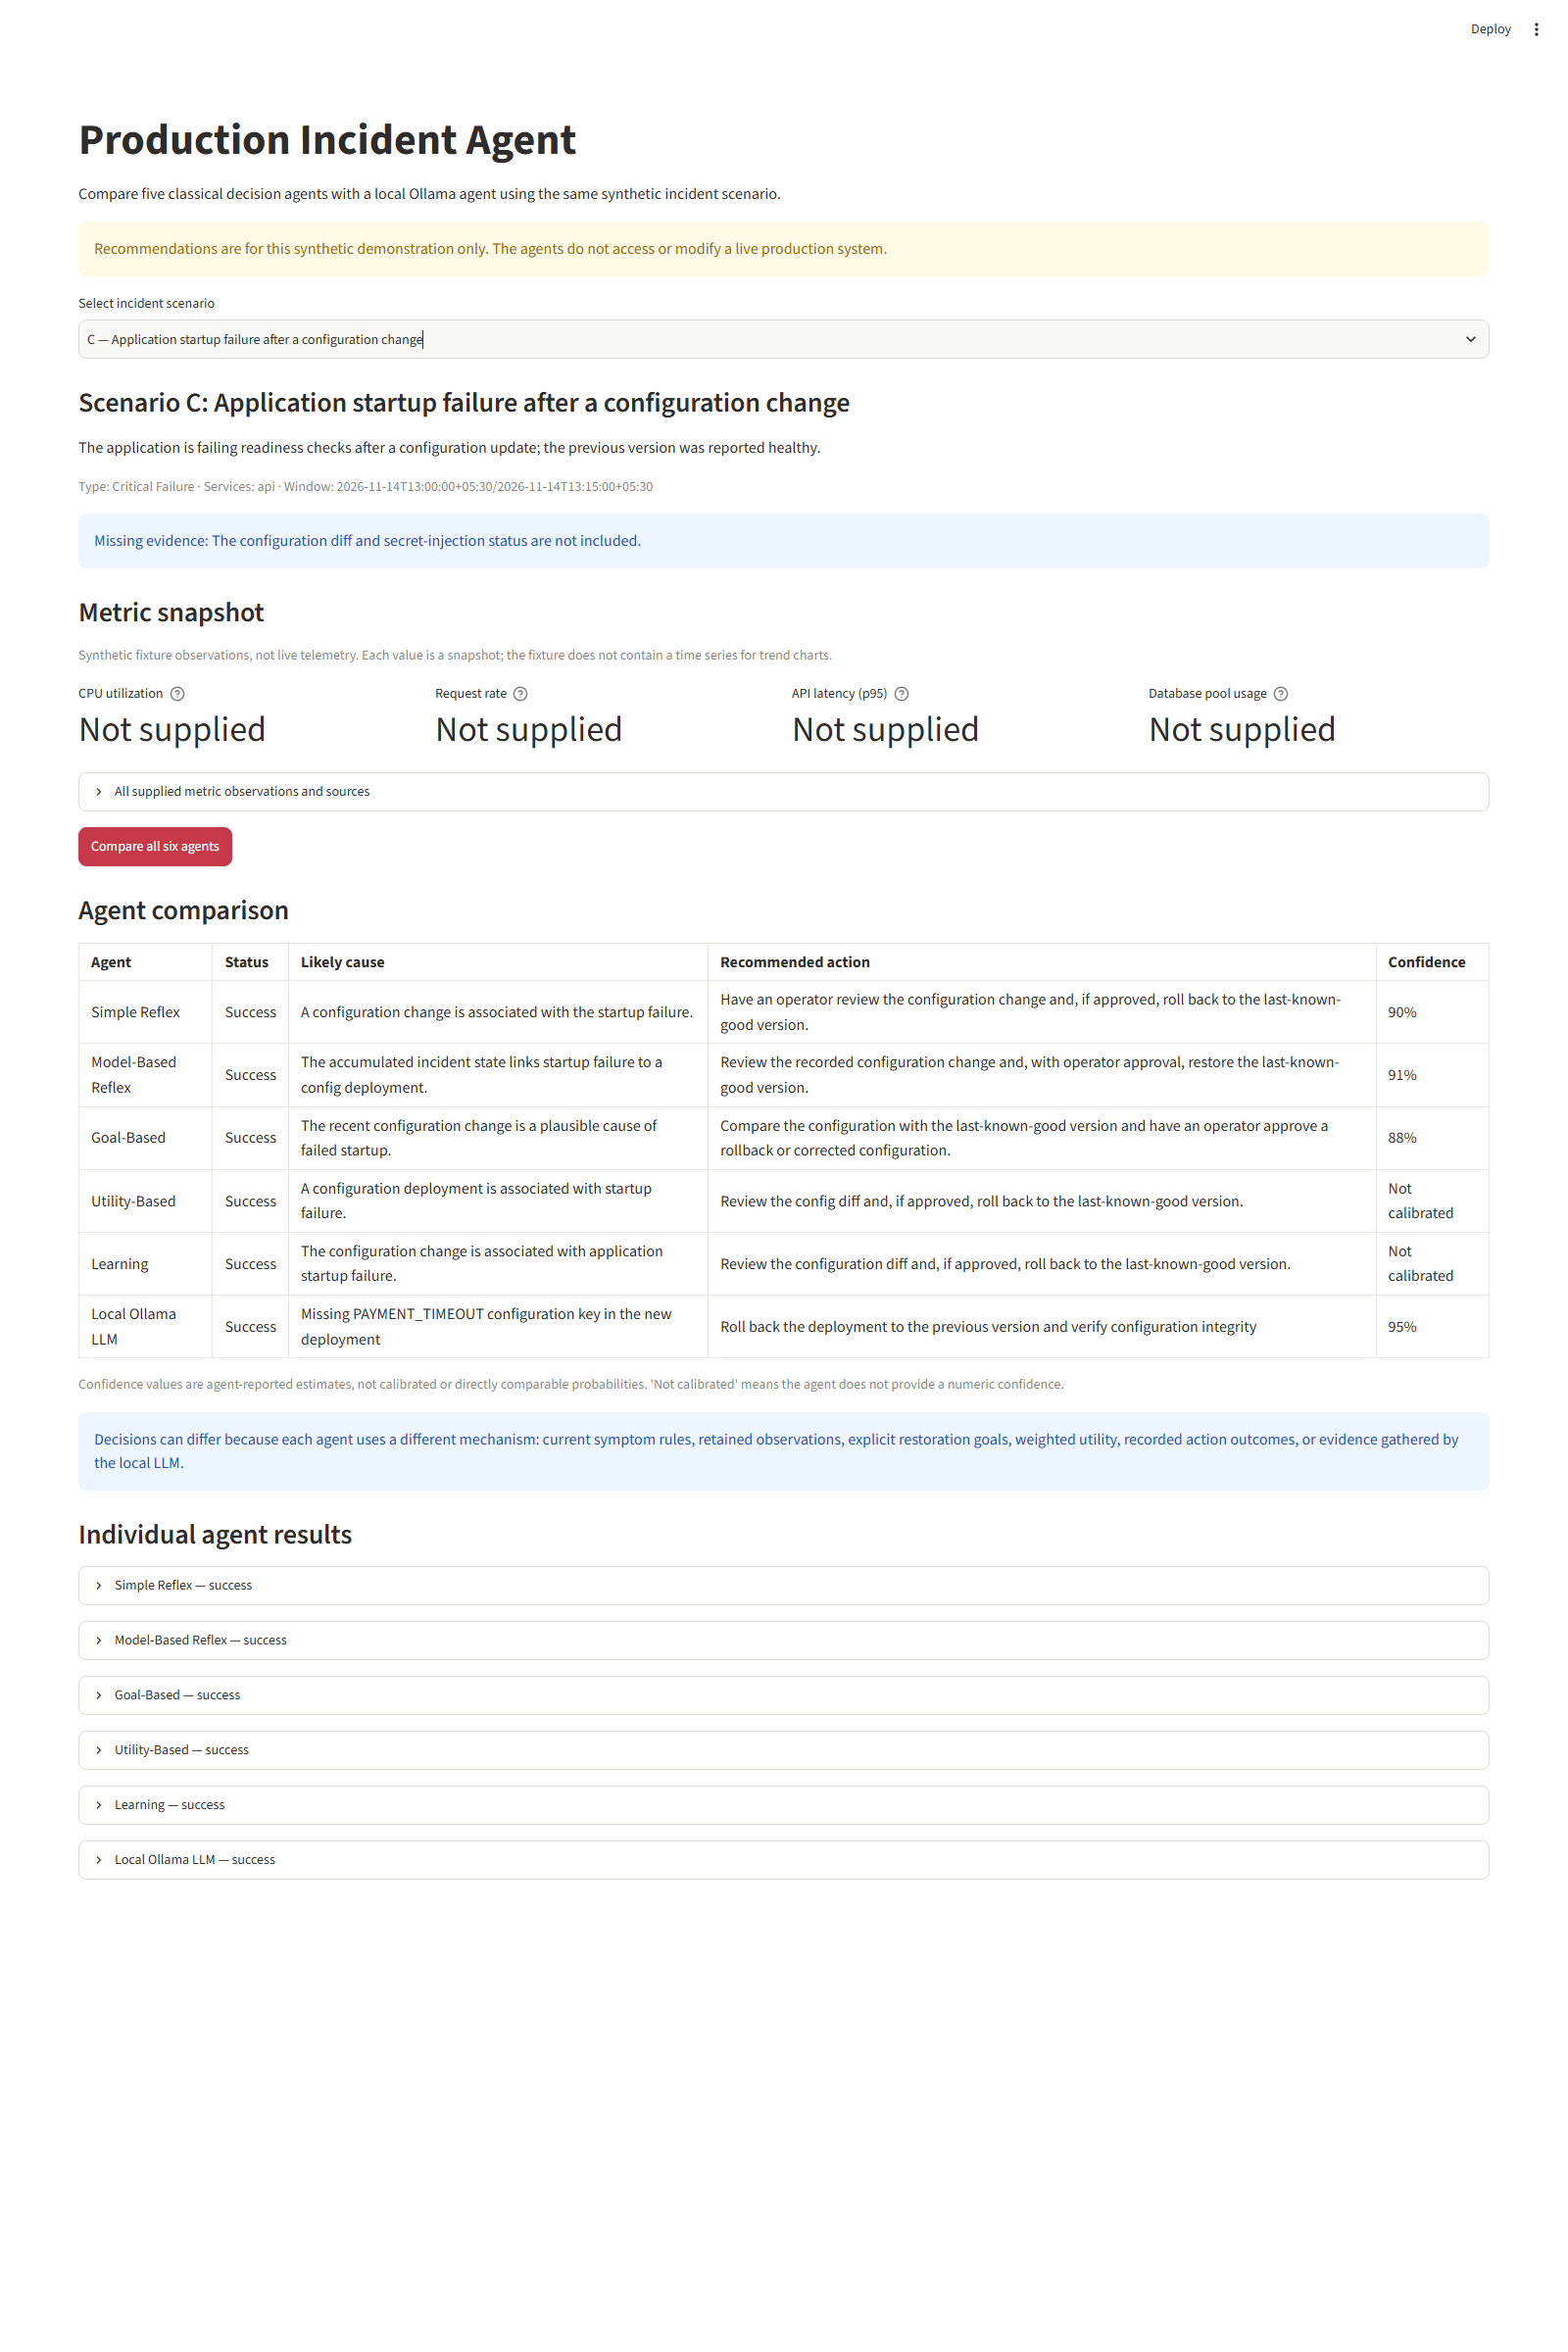 Deploy
Production Incident Agent
Compare five classical decision agents with a local Ollama agent using the same synthetic incident scenario.
Recommendations are for this synthetic demonstration only. The agents do not access or modify a live production system.
Select incident scenario
C — Application startup failure after a configuration change
Scenario C: Application startup failure after a configuration change
The application is failing readiness checks after a configuration update; the previous version was reported healthy.
Type: Critical Failure · Services: api · Window: 2026-11-14T13:00:00+05:30/2026-11-14T13:15:00+05:30
Missing evidence: The configuration diff and secret-injection status are not included.
Metric snapshot
Synthetic fixture observations, not live telemetry. Each value is a snapshot; the fixture does not contain a time series for trend charts.
CPU utilization
Not supplied
Request rate
Not supplied
API latency (p95)
Not supplied
Database pool usage
Not supplied
All supplied metric observations and sources
Compare all six agents
Agent comparison
Agent Status Likely cause Recommended action Confidence
Simple Reflex Success A configuration change is associated with the startup failure. Have an operator review the configuration change and, if approved, roll back to the last-known-
good version. 90%
Model-Based
Reflex Success The accumulated incident state links startup failure to a
config deployment. Review the recorded configuration change and, with operator approval, restore the last-known-
good version. 91%
Goal-Based Success The recent configuration change is a plausible cause of
failed startup. Compare the configuration with the last-known-good version and have an operator approve a
rollback or corrected configuration. 88%
Utility-Based Success A configuration deployment is associated with startup
failure. Review the config diff and, if approved, roll back to the last-known-good version. Not
calibrated
Learning Success The configuration change is associated with application
startup failure. Review the configuration diff and, if approved, roll back to the last-known-good version. Not
calibrated
Local Ollama
LLM Success Missing PAYMENT_TIMEOUT configuration key in the new
deployment Roll back the deployment to the previous version and verify configuration integrity 95%
Confidence values are agent-reported estimates, not calibrated or directly comparable probabilities. 'Not calibrated' means the agent does not provide a numeric confidence.
Decisions can differ because each agent uses a different mechanism: current symptom rules, retained observations, explicit restoration goals, weighted utility, recorded action outcomes, or evidence gathered by
the local LLM.
Individual agent results
Simple Reflex — success
Model-Based Reflex — success
Goal-Based — success
Utility-Based — success
Learning — success
Local Ollama LLM — success